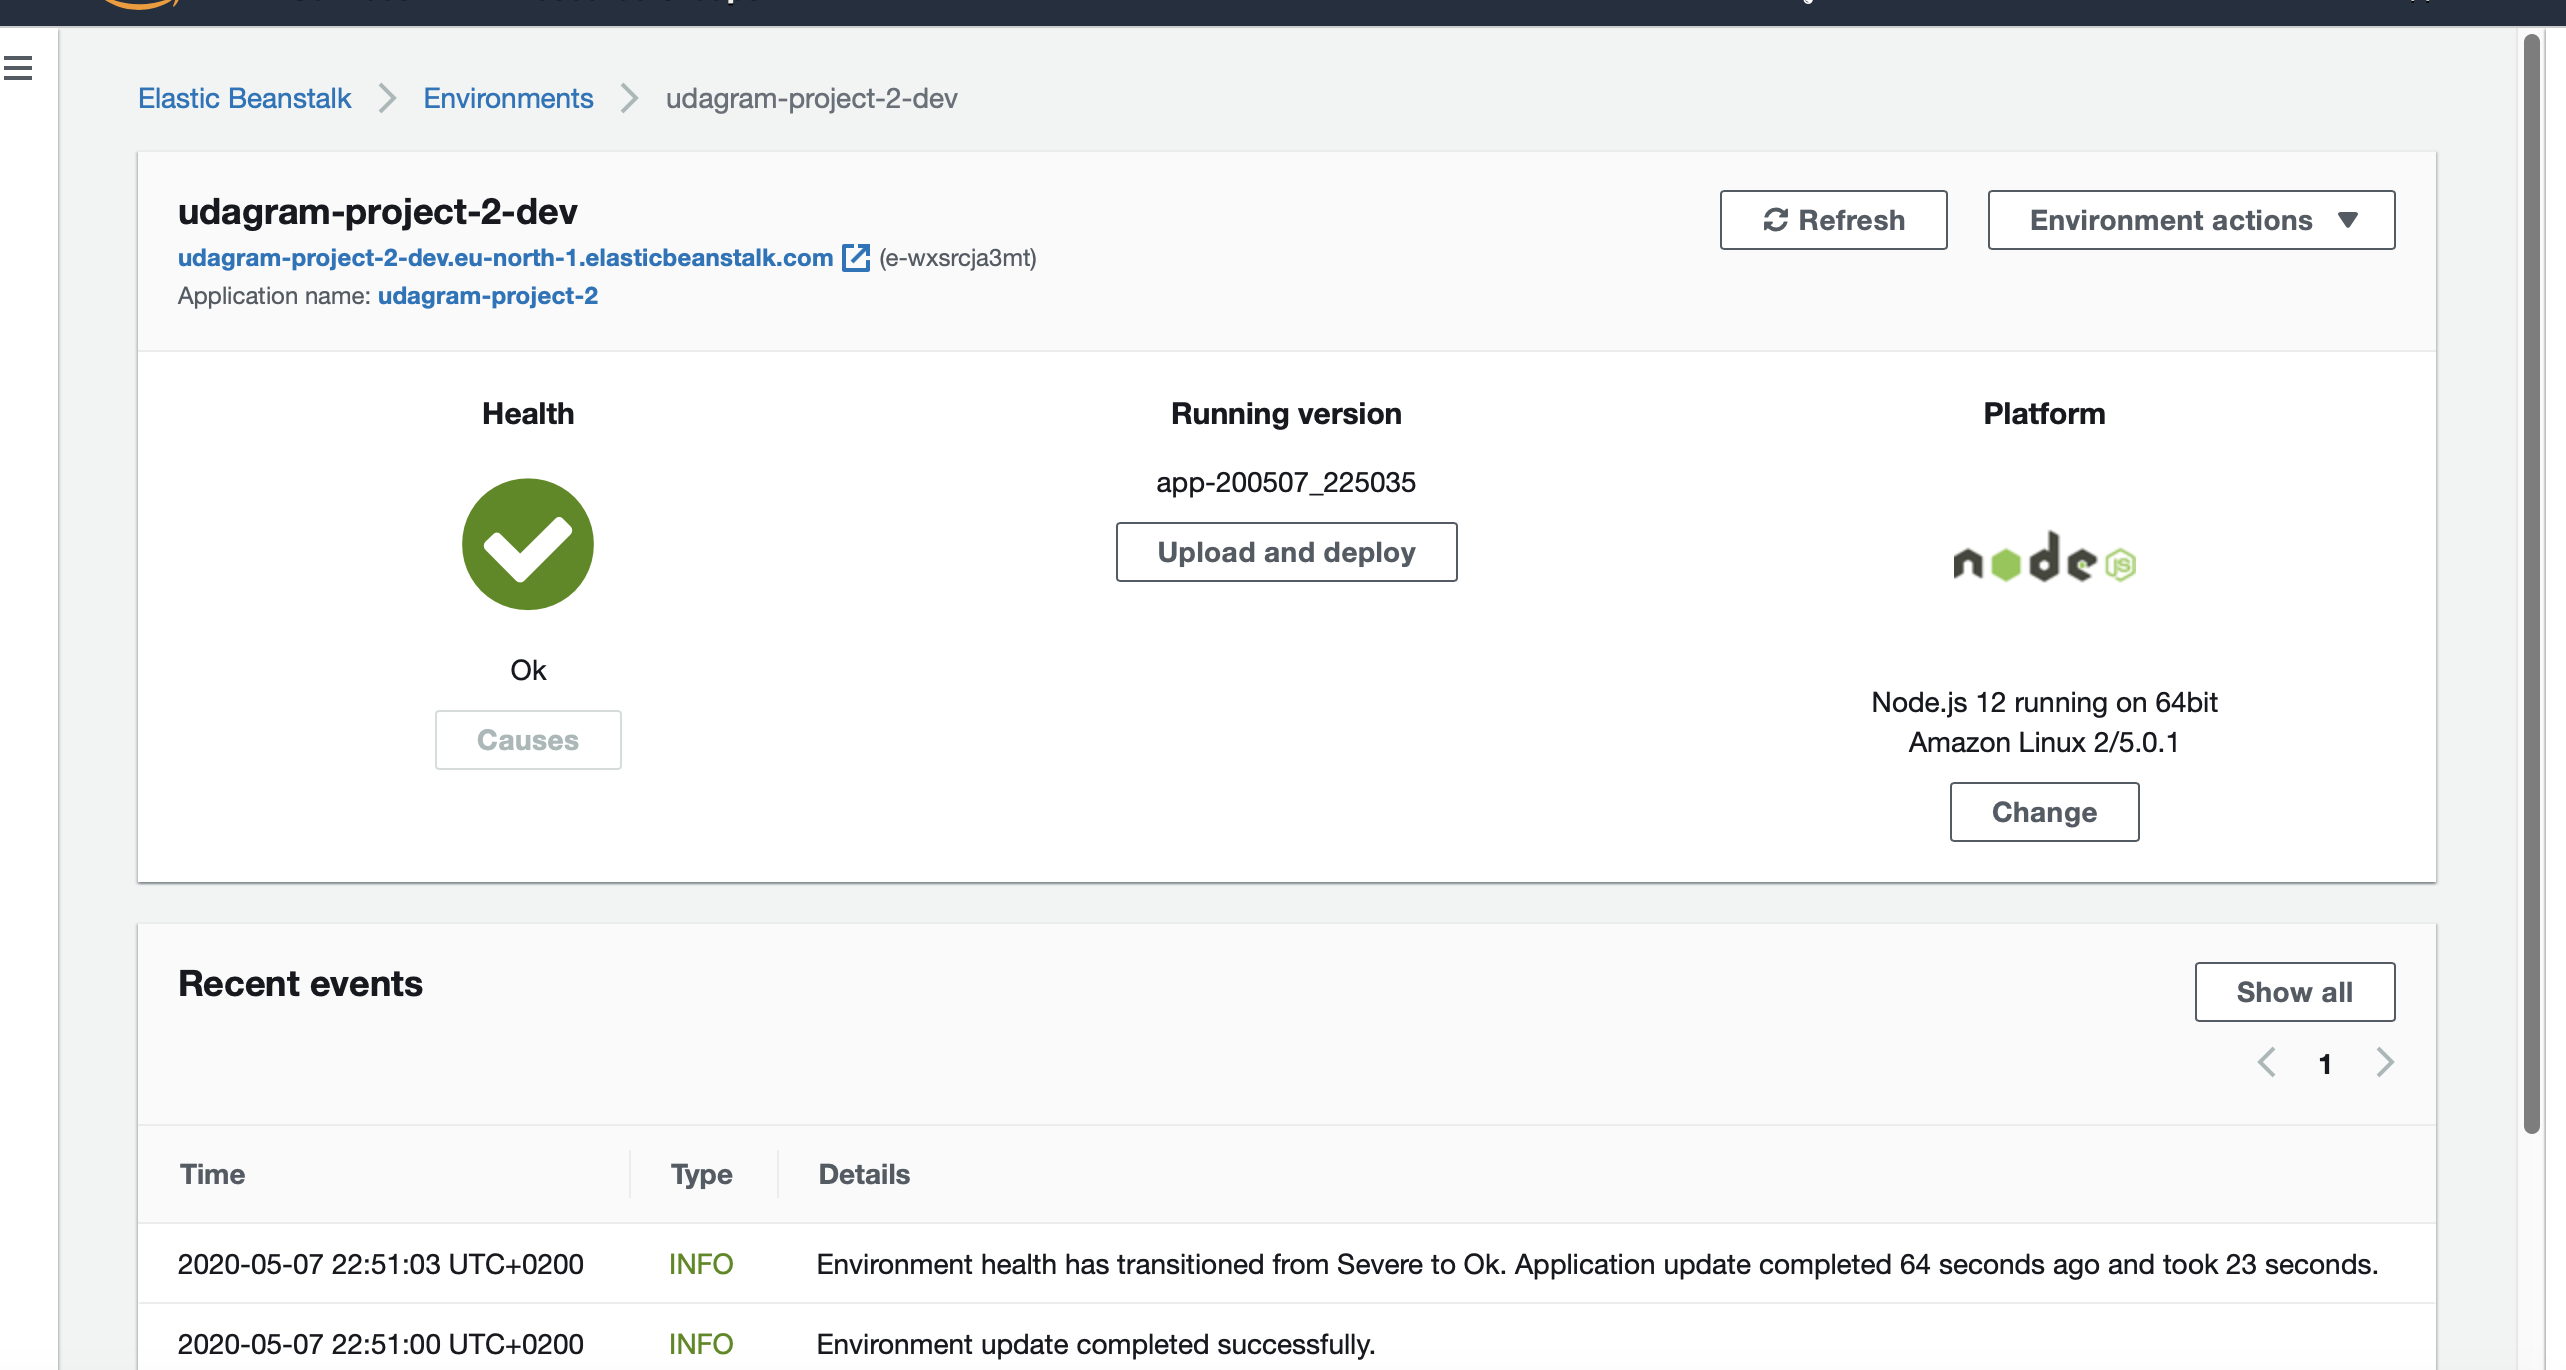 Elastic Beanstalk Environments udagram-project-2-dev
udagram-project-2-dev
Refresh
Environment actions
udagram-project-2-dev.eu-north-1.elasticbeanstalk.com (e-wxsrcja3mt)
Application name: udagram-project-2
Health
Running version
Platform
app-200507_225035
Upload and deploy
node JS
Ok
Causes
Node.js 12 running on 64bit
Amazon Linux 2/5.0.1
Change
Recent events
Show all
1
Time Type Details
2020-05-07 22:51:03 UTC+0200 INFO Environment health has transitioned from Severe to Ok. Application update completed 64 seconds ago and took 23 seconds.
2020-05-07 22:51:00 UTC+0200 INFO Environment update completed successfully.